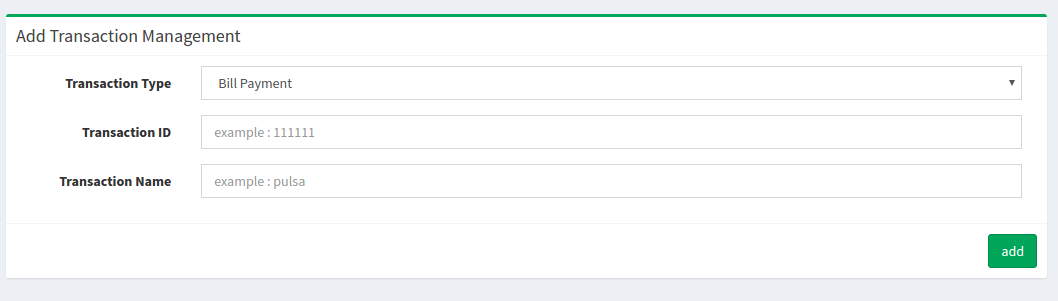 Add Transaction Management
Transaction Type
Bill Payment
Transaction ID
example : 111111
Transaction Name
example : pulsa
add